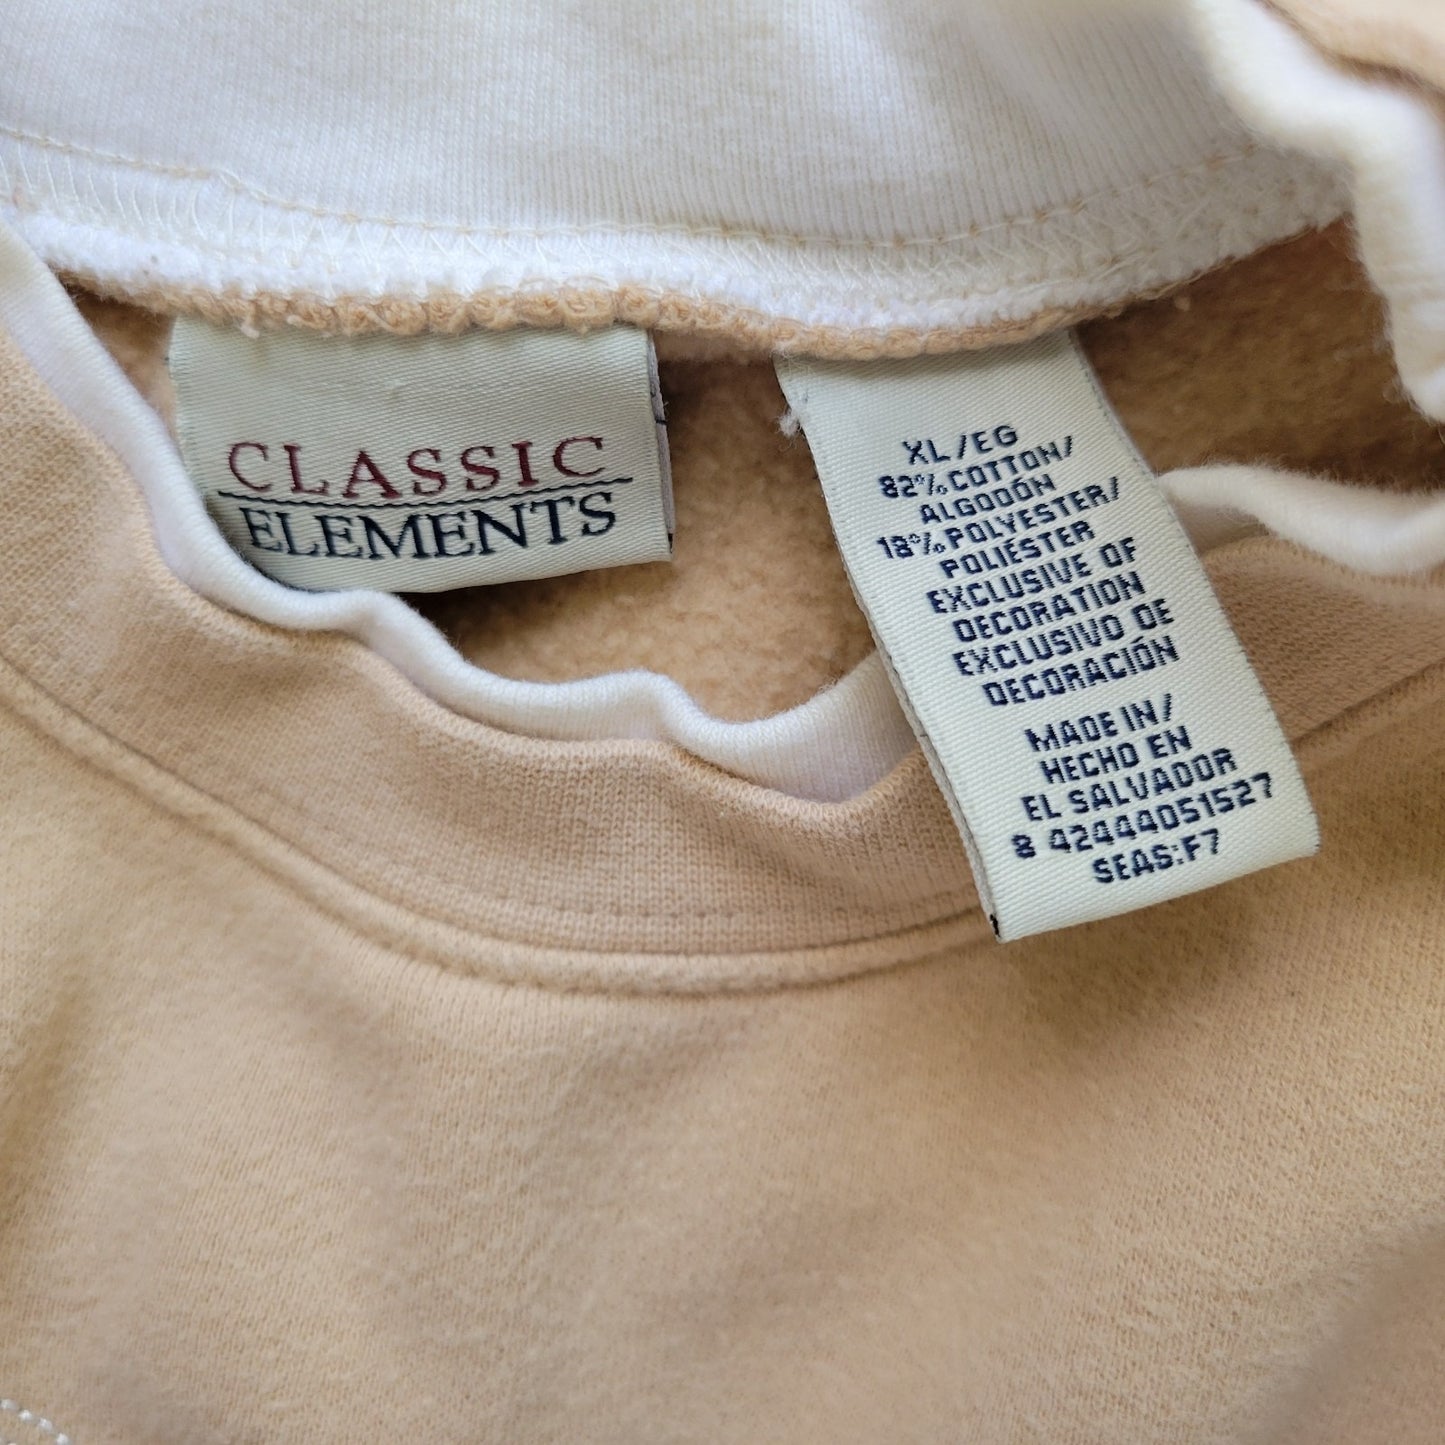 CLASSIC
ELEMENTS
XL/EG
82% COTTON/
ALGODÓN
18% POLYESTER/
POLIÉSTER
EXCLUSIVE OF
DECORATION
EXCLUSIVO DE
DECORACIÓN
MADE IN/
HECHO EN
EL SALVADOR
8 42444051527
SEAS:F7